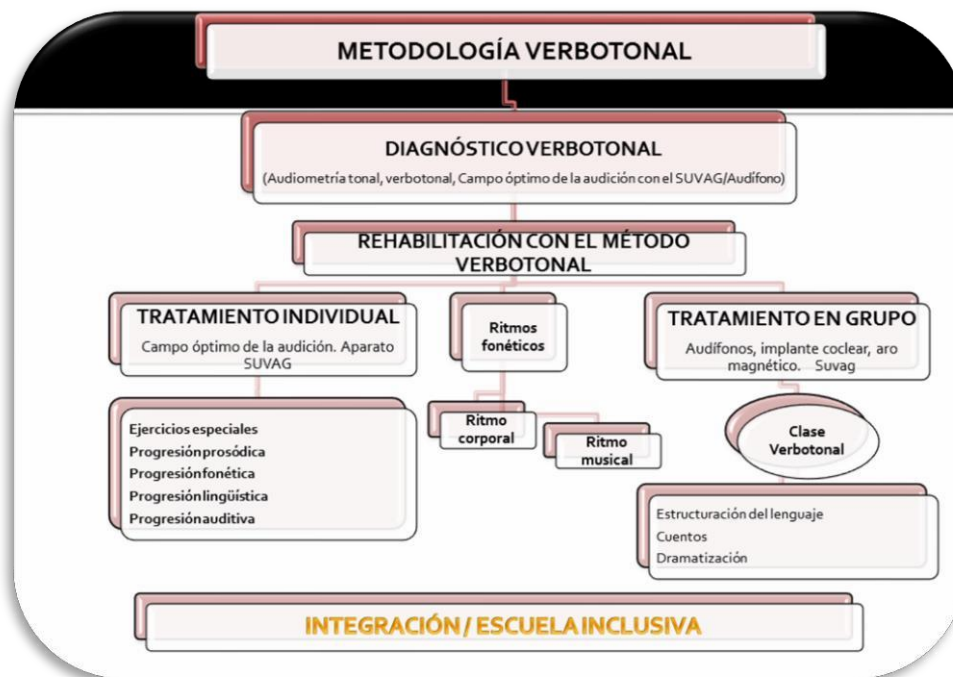 METODOLOGÍA VERBOTONAL
DIAGNÓSTICO VERBOTONAL
(Audiometría tonal, verbotonal, Campo óptimo de la audición con el SUVAG/Audífono)
REHABILITACIÓN CON EL MÉTODO
VERBOTONAL
TRATAMIENTO INDIVIDUAL
Campo óptimo de la audición. Aparato
SUVAG
Ejercicios especiales
Progresión prosódica
Progresión fonética
Progresión lingüística
Progresión auditiva
Ritmos
fonéticos
Ritmo
corporal
Ritmo
musical
TRATAMIENTO EN GRUPO
Audífonos, implante coclear, aro
magnético. Suvag
Clase
Verbotonal
Estructuración del lenguaje
Cuentos
Dramatización
INTEGRACIÓN / ESCUELA INCLUSIVA